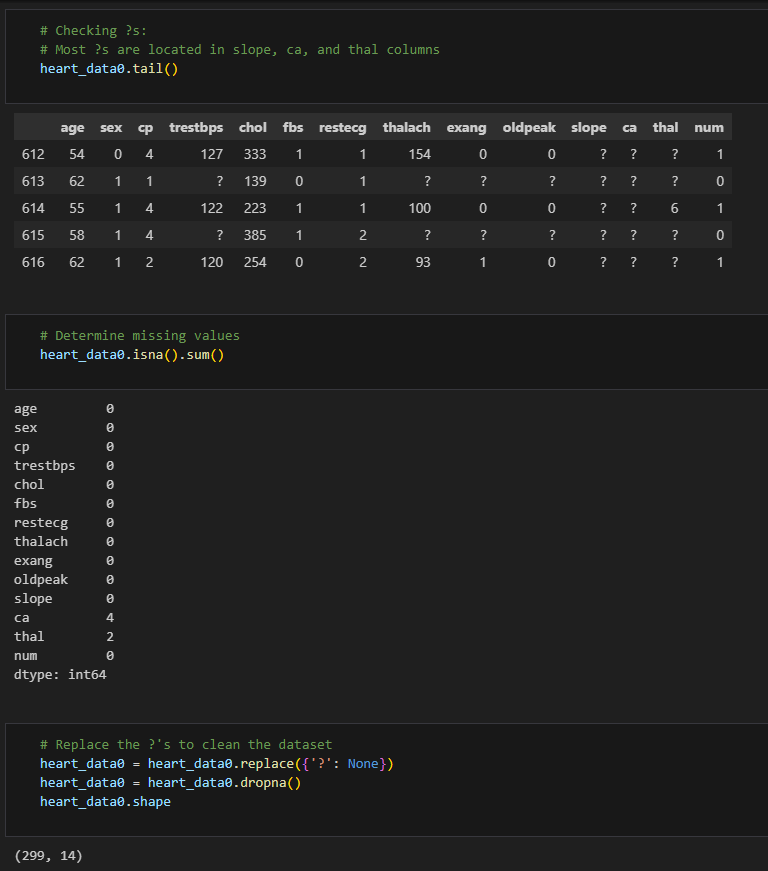 # Checking ?s:
# Most ?s are located in slope, ca, and thal columns
heart_data0.tail()
age sex cp trestbps chol fbs restecg thalach exang oldpeak slope ca thal num
612 54 0 4 127 333 1 1 154 0 0 ? ? ? 1
613 62 1 1 ? 139 0 1 ? ? ? ? ? ? 0
614 55 1 4 122 223 1 1 100 0 0 ? ? 6 1
615 58 1 4 ? 385 1 2 ? ? ? ? ? ? 0
616 62 1 2 120 254 0 2 93 1 0 ? ? ? 1
# Determine missing values
heart_data0.isna().sum()
age 0
sex 0
cp 0
trestbps 0
chol 0
fbs 0
restecg 0
thalach 0
exang 0
oldpeak 0
slope 0
ca 4
thal 2
num 0
dtype: int64
# Replace the ?'s to clean the dataset
heart_data0 = heart_data0.replace({'?': None})
heart_data0 = heart_data0.dropna()
heart_data0.shape
(299, 14)